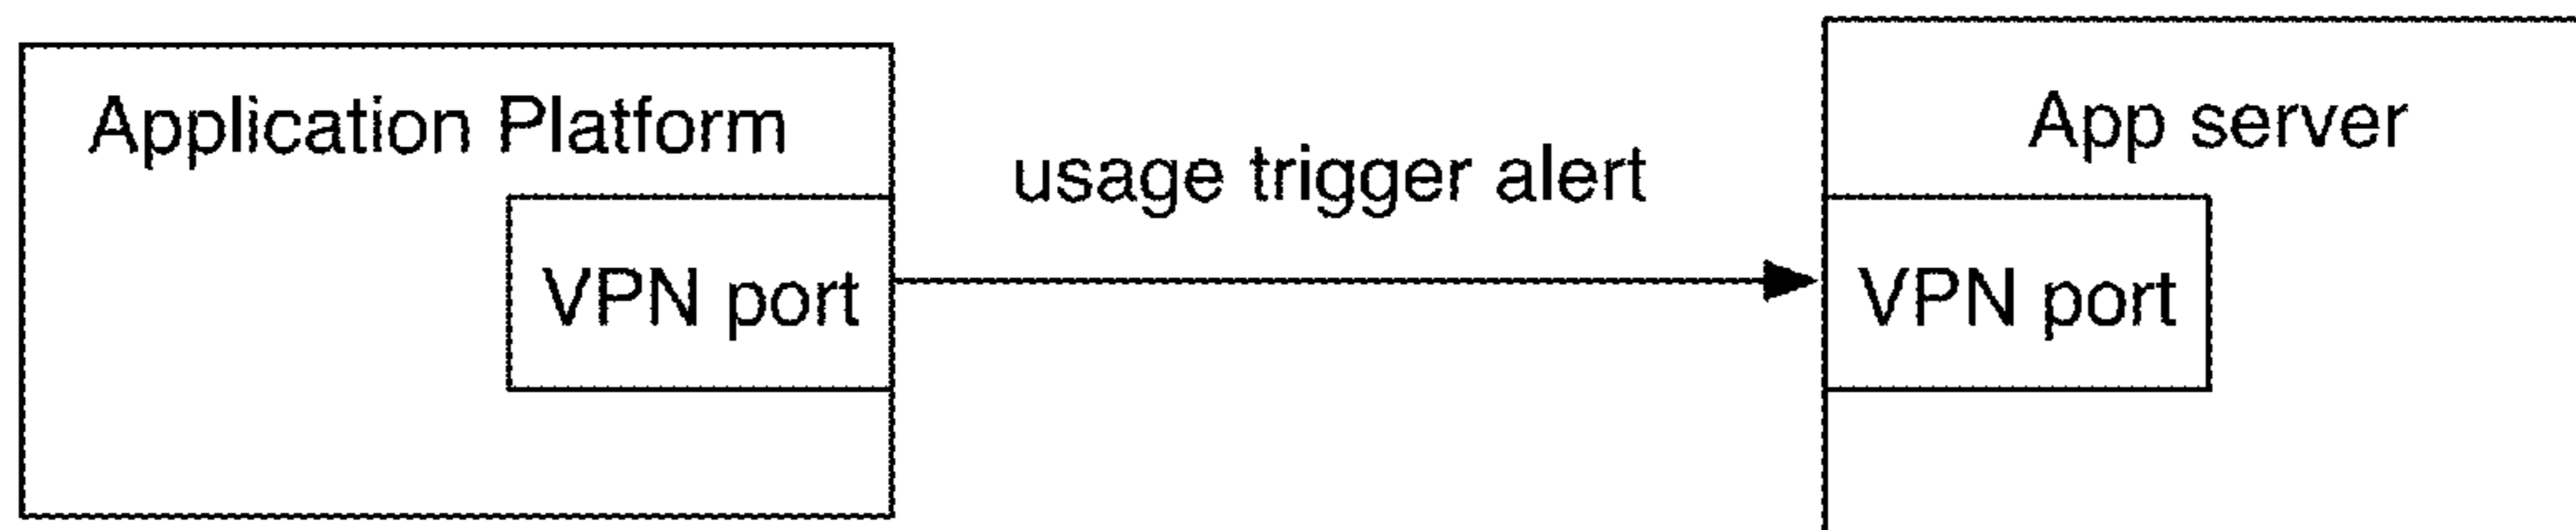 Application Platform
App server
usage trigger alert
VPN port
VPN port